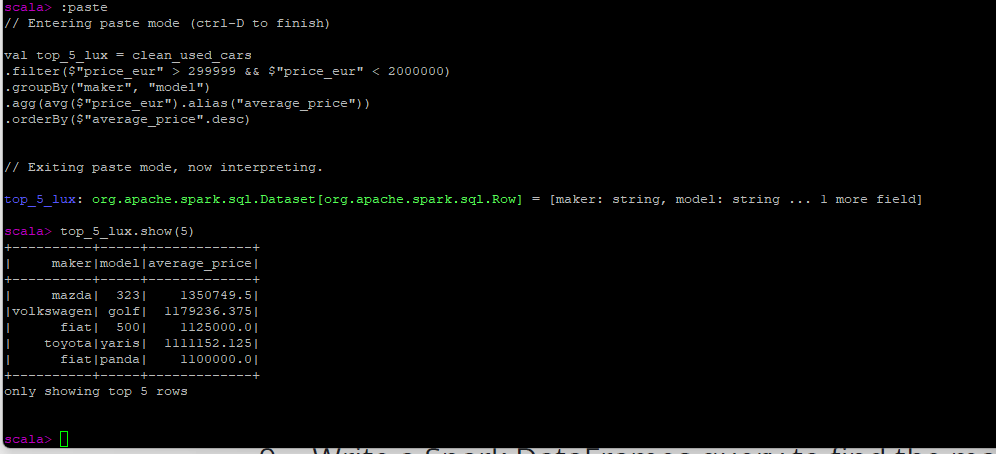 scala> :paste
// Entering paste mode (ctrl-D to finish)
val top_5_lux = clean_used_cars
.filter($"price_eur" > 299999 && $"price_eur" < 2000000)
.groupBy("maker", "model")
.agg(avg($"price_eur").alias("average_price"))
.orderBy($"average_price".desc)
// Exiting paste mode, now interpreting.
top_5_lux: org.apache.spark.sql.Dataset[org.apache.spark.sql.Row] = [maker: string, model: string ... 1 more field]
scala> top_5_lux.show(5)
+----------+-----+-------------+
|     maker|model|average_price|
+----------+-----+-------------+
|     mazda|  323|    1350749.5|
|volkswagen| golf|  1179236.375|
|      fiat|  500|    1125000.0|
|    toyota|yaris|  1111152.125|
|      fiat|panda|    1100000.0|
+----------+-----+-------------+
only showing top 5 rows
scala>
Write a Spark DataFrames query to find the